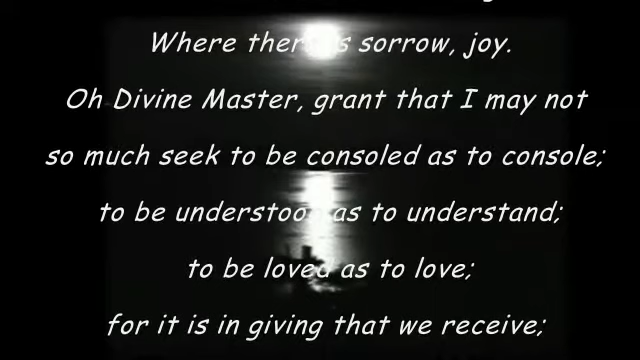 Where there is sorrow, joy.
Oh Divine Master, grant that I may not
so much seek to be consoled as to console;
to be understood as to understand;
to be loved as to love;
for it is in giving that we receive;